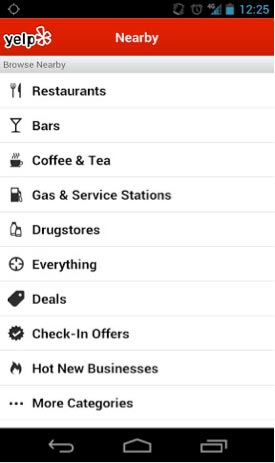 12:25
yelp
Nearby
Browse Nearby
Restaurants
Bars
Coffee & Tea
Gas & Service Stations
Drugstores
Everything
Deals
Check-In Offers
Hot New Businesses
More Categories